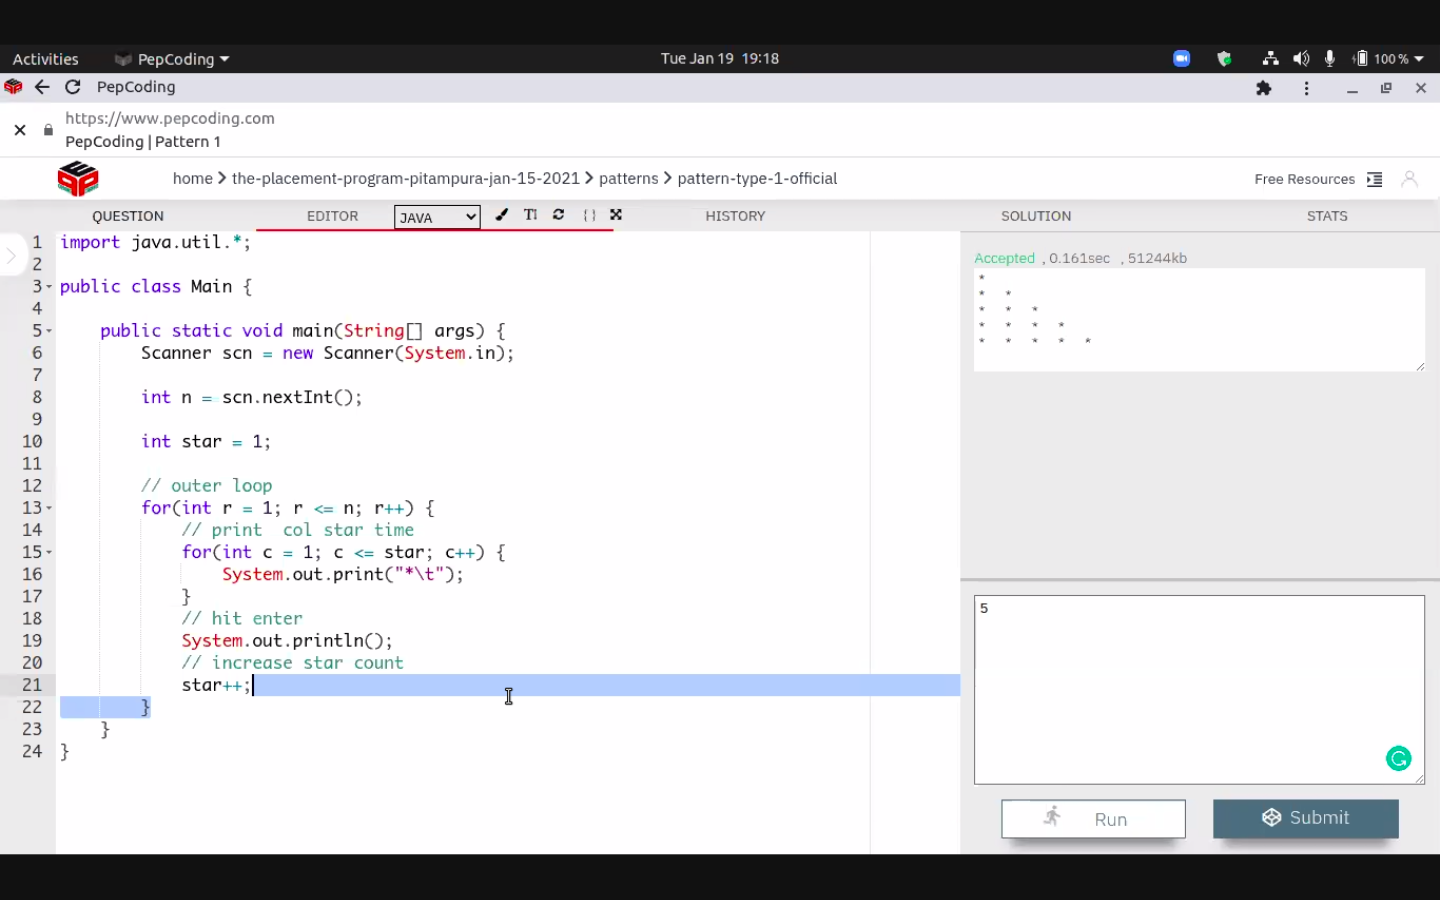 Activities PepCoding Tue Jan 19 19:18 100 %
PepCoding
https://www.pepcoding.com
PepCoding | Pattern 1
home > the-placement-program-pitampura-jan-15-2021 > patterns > pattern-type-1-official Free Resources
QUESTION EDITOR JAVA { } HISTORY SOLUTION STATS
1 import java.util.*;
2
3 public class Main {
4
5 public static void main(String[] args) {
6 Scanner scn = new Scanner(System.in);
7
8 int n = scn.nextInt();
9
10 int star = 1;
11
12 // outer loop
13 for(int r = 1; r <= n; r++) {
14 // print  col star time
15 for(int c = 1; c <= star; c++) {
16 System.out.print("*\t");
17 }
18 // hit enter
19 System.out.println();
20 // increase star count
21 star++;
22 }
23 }
24 }
Accepted , 0.161sec , 51244kb
*
* *
* * *
* * * *
* * * * *
5
Run Submit